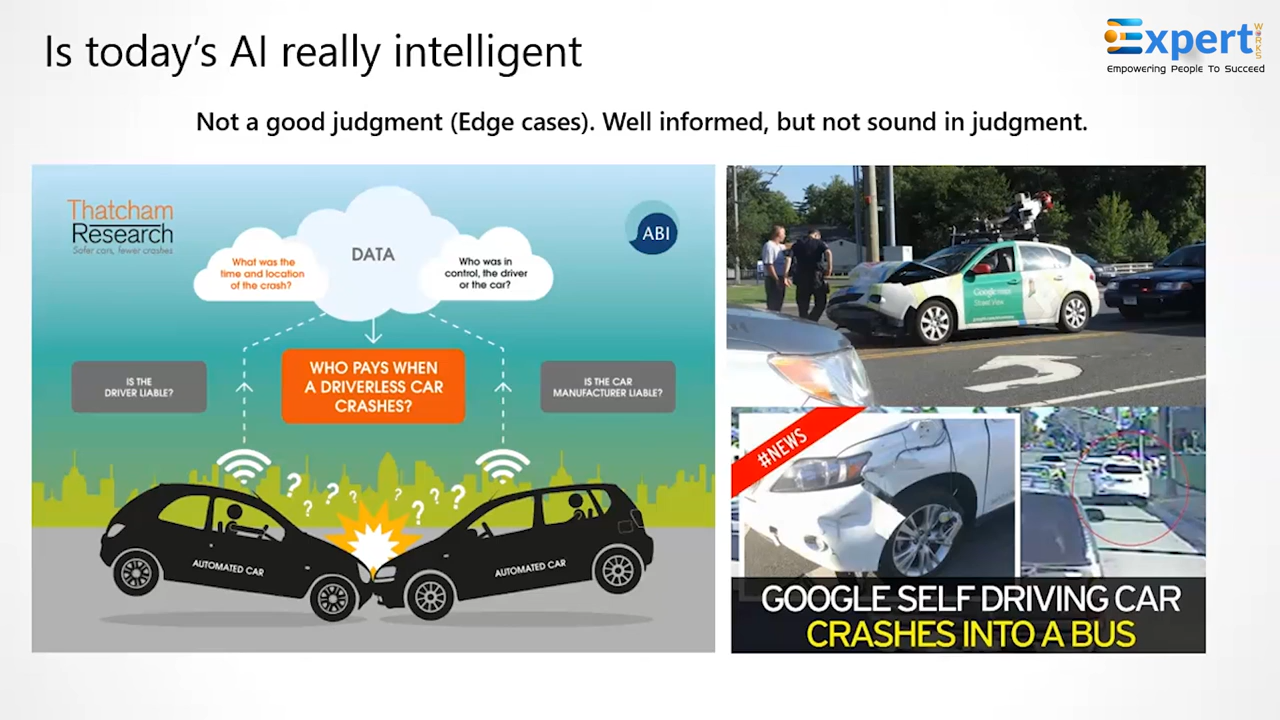 Is today's AI really intelligent
Expert
WORKS
Empowering People To Succeed
Not a good judgment (Edge cases). Well informed, but not sound in judgment.
Thatcham
Research
Safer cars, fewer crashes
ABI
DATA
What was the
time and location
of the crash?
Who was in
control, the driver
or the car?
IS THE
DRIVER LIABLE?
WHO PAYS WHEN
A DRIVERLESS CAR
CRASHES?
IS THE CAR
MANUFACTURER LIABLE?
? ? ? ? ? ? ? ?
AUTOMATED CAR
AUTOMATED CAR
Google maps
Street View
#NEWS
GOOGLE SELF DRIVING CAR
CRASHES INTO A BUS